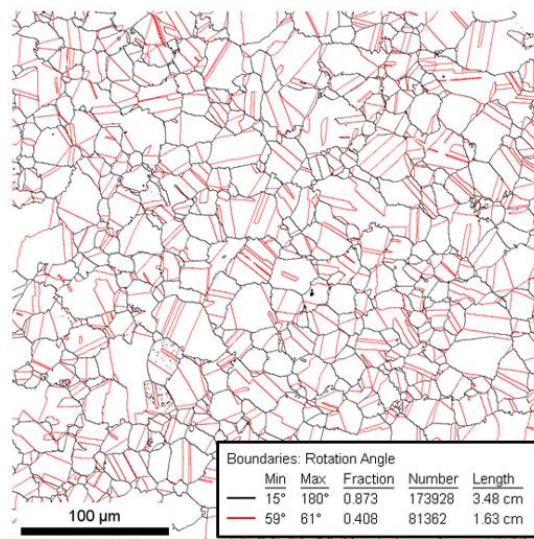 Boundaries: Rotation Angle
Min Max Fraction Number Length
15° 180° 0.873 173928 3.48 cm
59° 61° 0.408 81362 1.63 cm
100 µm